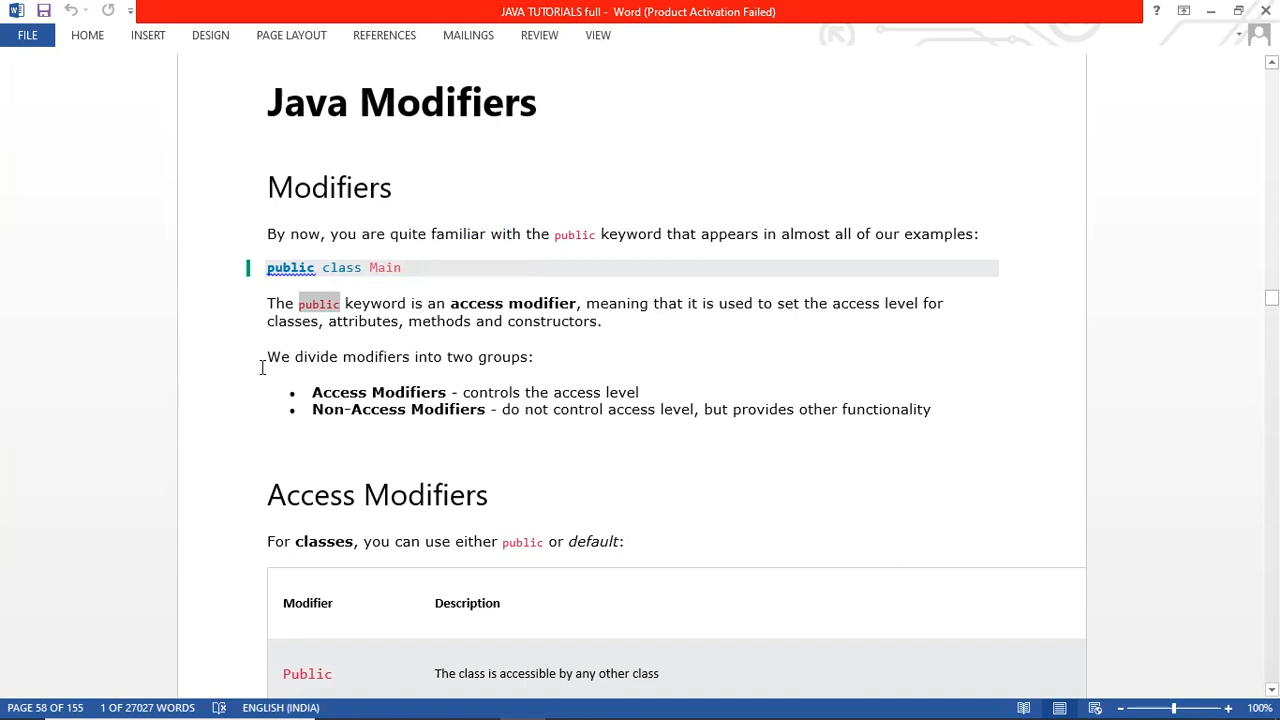 JAVA TUTORIALS full - Word (Product Activation Failed)
?
FILE HOME INSERT DESIGN PAGE LAYOUT REFERENCES MAILINGS REVIEW VIEW
Java Modifiers
Modifiers
By now, you are quite familiar with the public keyword that appears in almost all of our examples:
public class Main
The public keyword is an access modifier, meaning that it is used to set the access level for
classes, attributes, methods and constructors.
We divide modifiers into two groups:
• Access Modifiers - controls the access level
• Non-Access Modifiers - do not control access level, but provides other functionality
Access Modifiers
For classes, you can use either public or default:
Modifier Description
Public The class is accessible by any other class
PAGE 58 OF 155 1 OF 27027 WORDS ENGLISH (INDIA) 100%